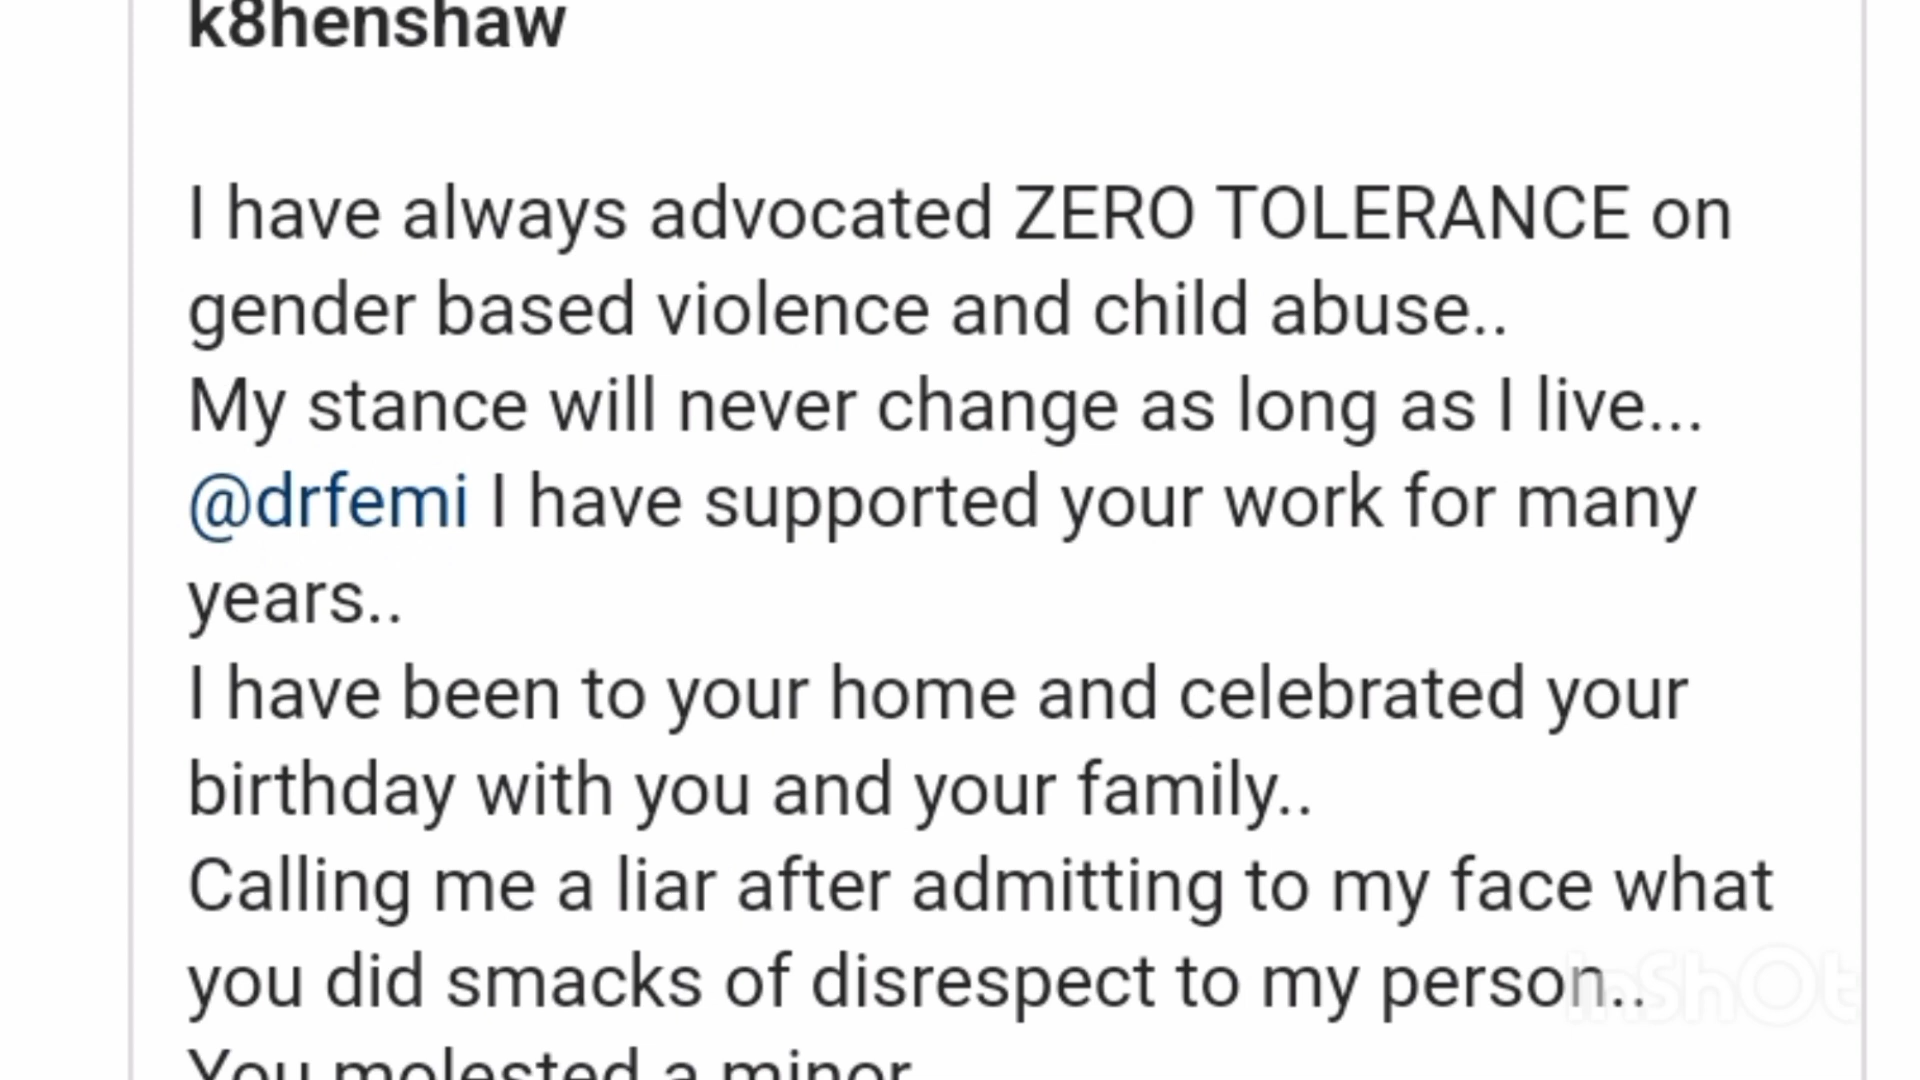 k8henshaw
I have always advocated ZERO TOLERANCE on
gender based violence and child abuse..
My stance will never change as long as I live...
@drfemi I have supported your work for many
years..
I have been to your home and celebrated your
birthday with you and your family..
Calling me a liar after admitting to my face what
you did smacks of disrespect to my person..
InShOt
You molested a minor